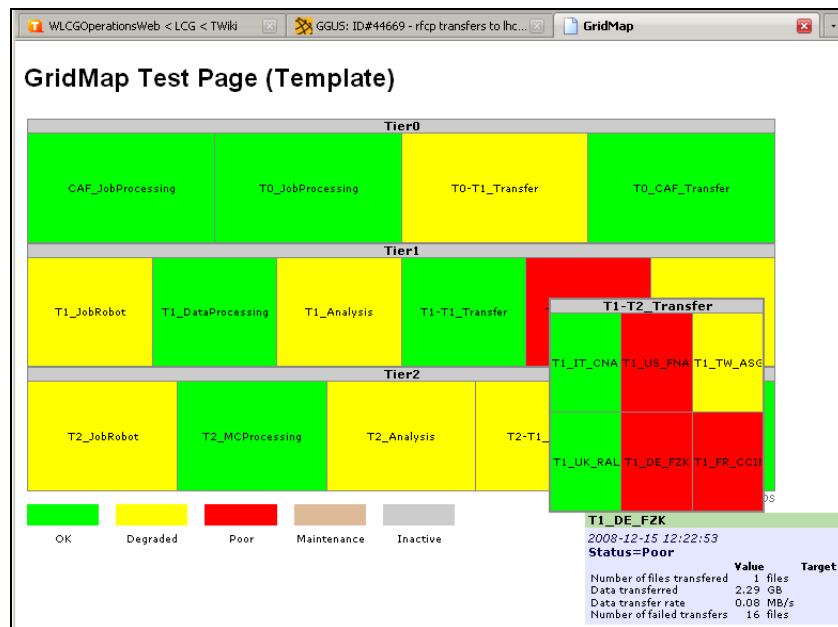 WLCGOperationsWeb < LCG < TWiki
GGUS: ID#44669 - rfcp transfers to lhc...
GridMap
GridMap Test Page (Template)
Tier0
CAF_JobProcessing
T0_JobProcessing
T0-T1_Transfer
T0_CAF_Transfer
Tier1
T1_JobRobot
T1_DataProcessing
T1_Analysis
T1-T1_Transfer
T1-T2_Transfer
T1_IT_CNA
T1_US_FNA
T1_TW_ASG
Tier2
T2_JobRobot
T2_MCProcessing
T2_Analysis
T2-T1_
T1_UK_RAL
T1_DE_FZK
T1_FR_CCI
OK
Degraded
Poor
Maintenance
Inactive
T1_DE_FZK
2008-12-15 12:22:53
Status=Poor
Value Target
Number of files transfered 1 files
Data transferred 2.29 GB
Data transfer rate 0.08 MB/s
Number of failed transfers 16 files